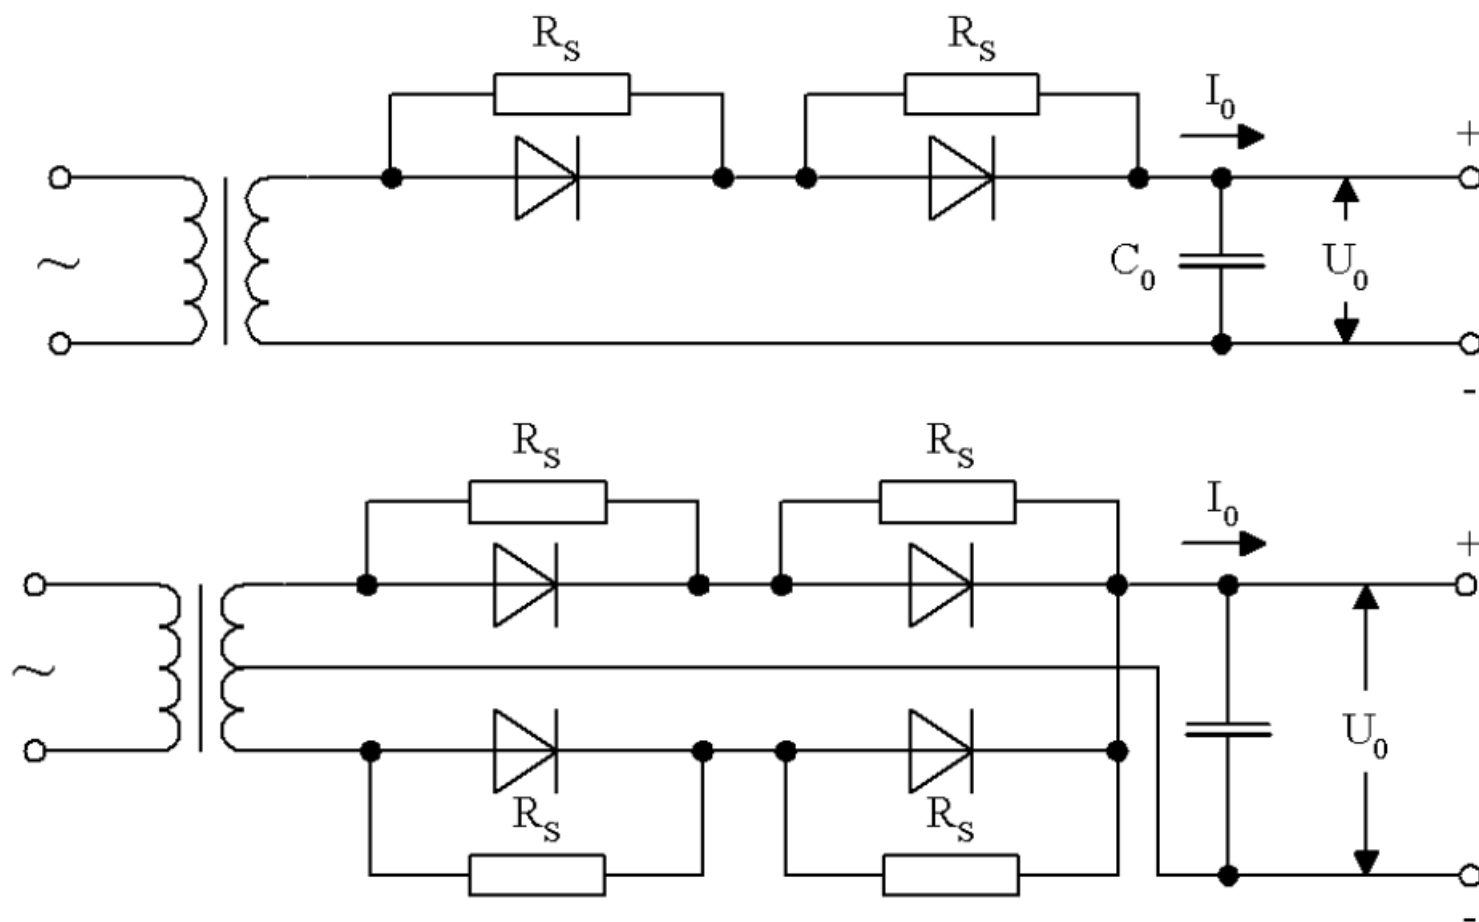 R_S R_S
I_0
+
~
C_0 U_0
-
R_S R_S
I_0
+
~
U_0
R_S R_S
-